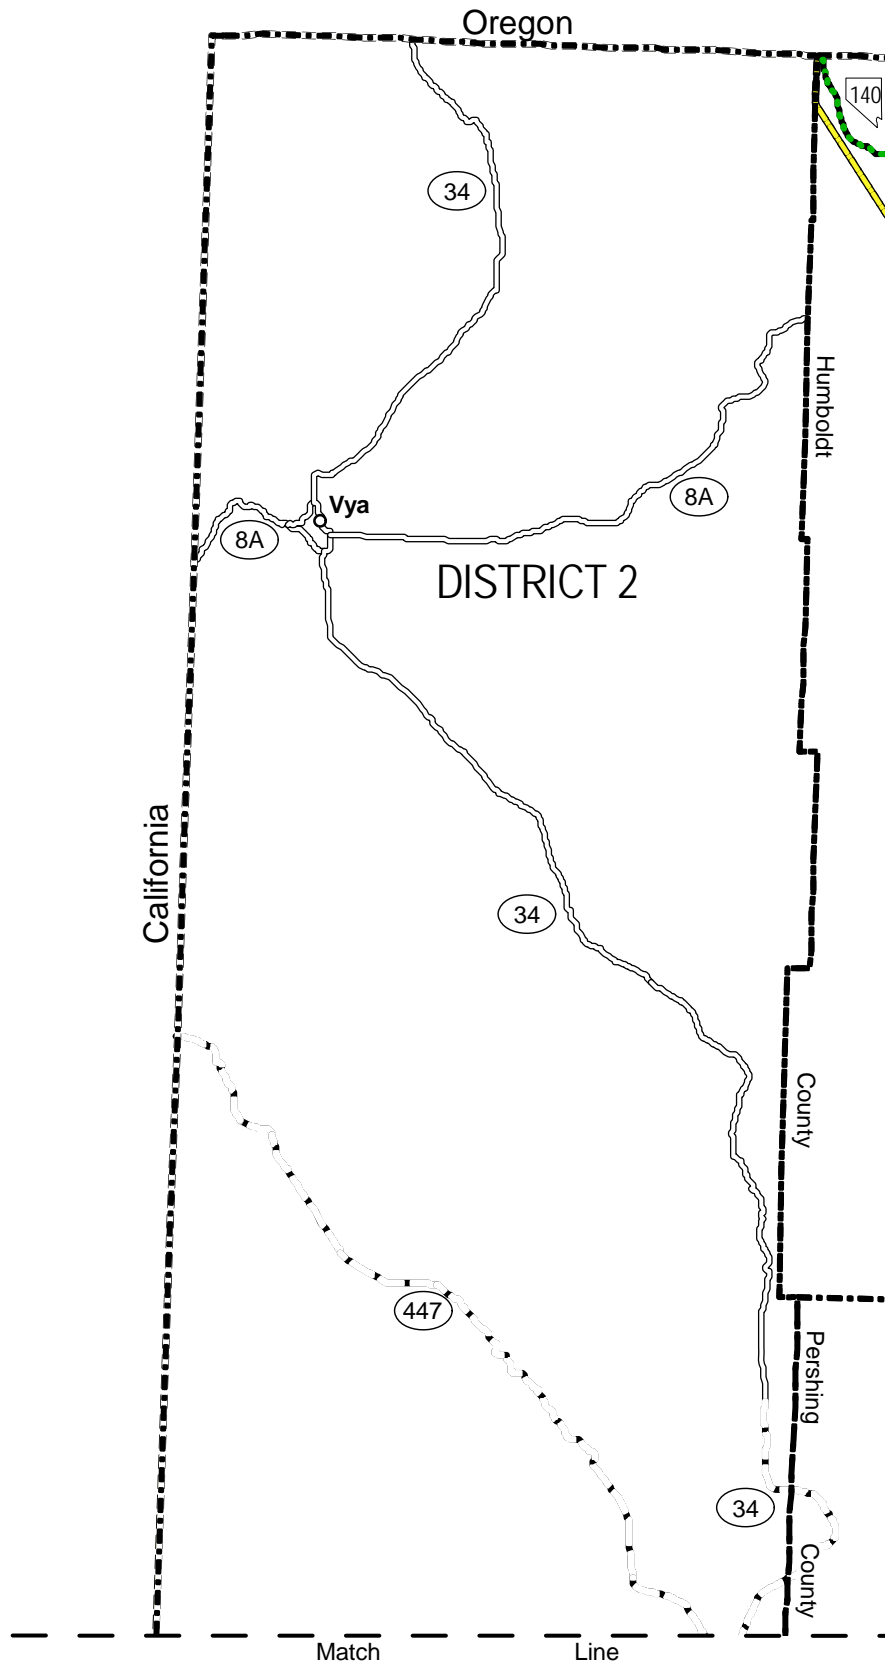 Oregon
140
34
Humboldt
8A
Vya
8A
DISTRICT 2
California
34
County
447
Pershing
34
County
Match Line